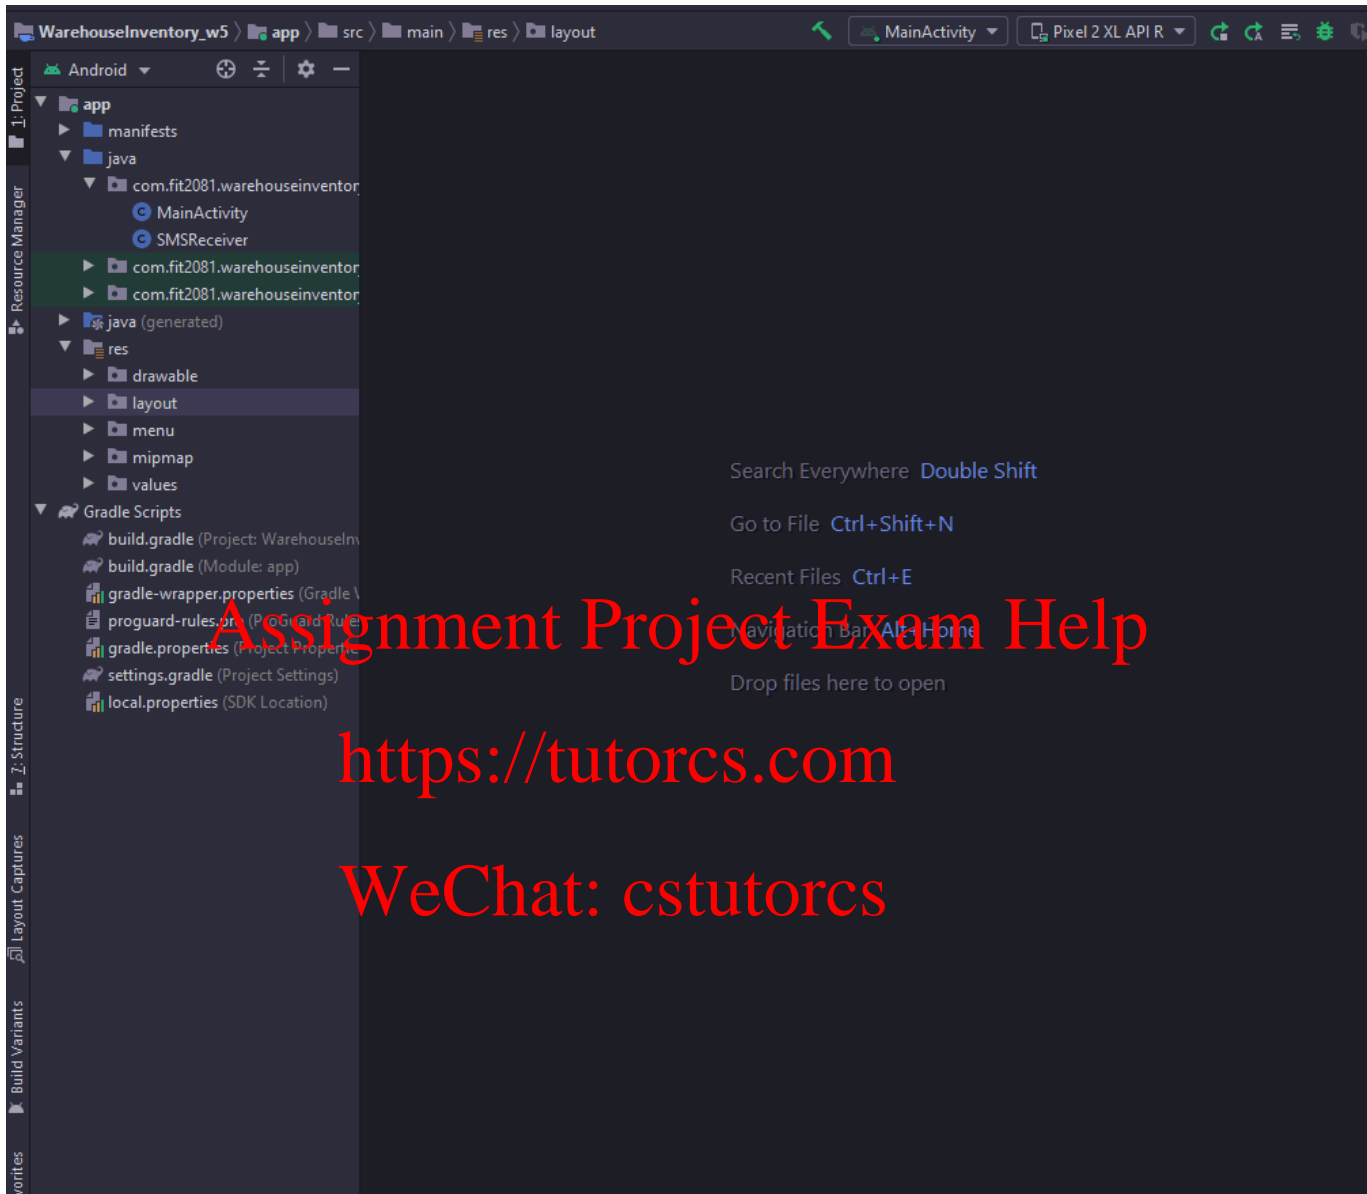 WarehouseInventory_w5 app src main res layout MainActivity Pixel 2 XL API R
1: Project
Resource Manager
7: Structure
Layout Captures
Build Variants
Android
app
manifests
java
com.fit2081.warehouseinventor
MainActivity
SMSReceiver
com.fit2081.warehouseinventor
com.fit2081.warehouseinventor
java (generated)
res
drawable
layout
menu
mipmap
values
Gradle Scripts
build.gradle (Project: WarehouseInv
build.gradle (Module: app)
gradle-wrapper.properties (Gradle V
proguard-rules.pro (ProGuard Rules
gradle.properties (Project Propertie
settings.gradle (Project Settings)
local.properties (SDK Location)
Search Everywhere Double Shift
Go to File Ctrl+Shift+N
Recent Files Ctrl+E
Navigation Bar Alt+Home
Drop files here to open
Assignment Project Exam Help
https://tutorcs.com
WeChat: cstutorcs